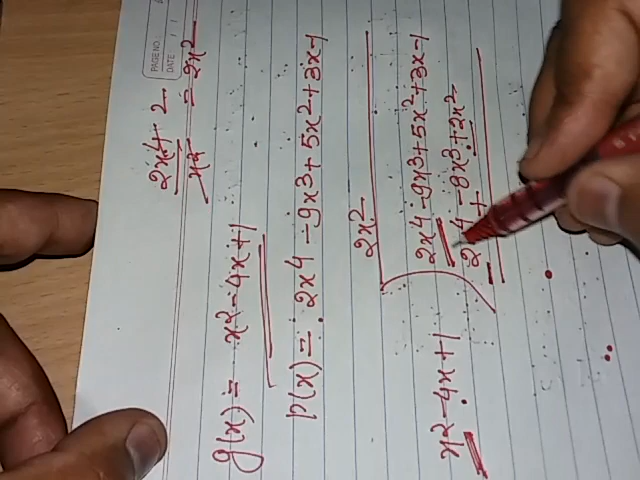 PAGE NO.
DATE
2x4 2
x2 = 2x2
g(x) = x2-4x+1
p(x) = 2x4-9x3+5x2+3x-1
2x2
x2-4x+1 ) 2x4-9x3+5x2+3x-1
2x4-8x3+2x2
- +